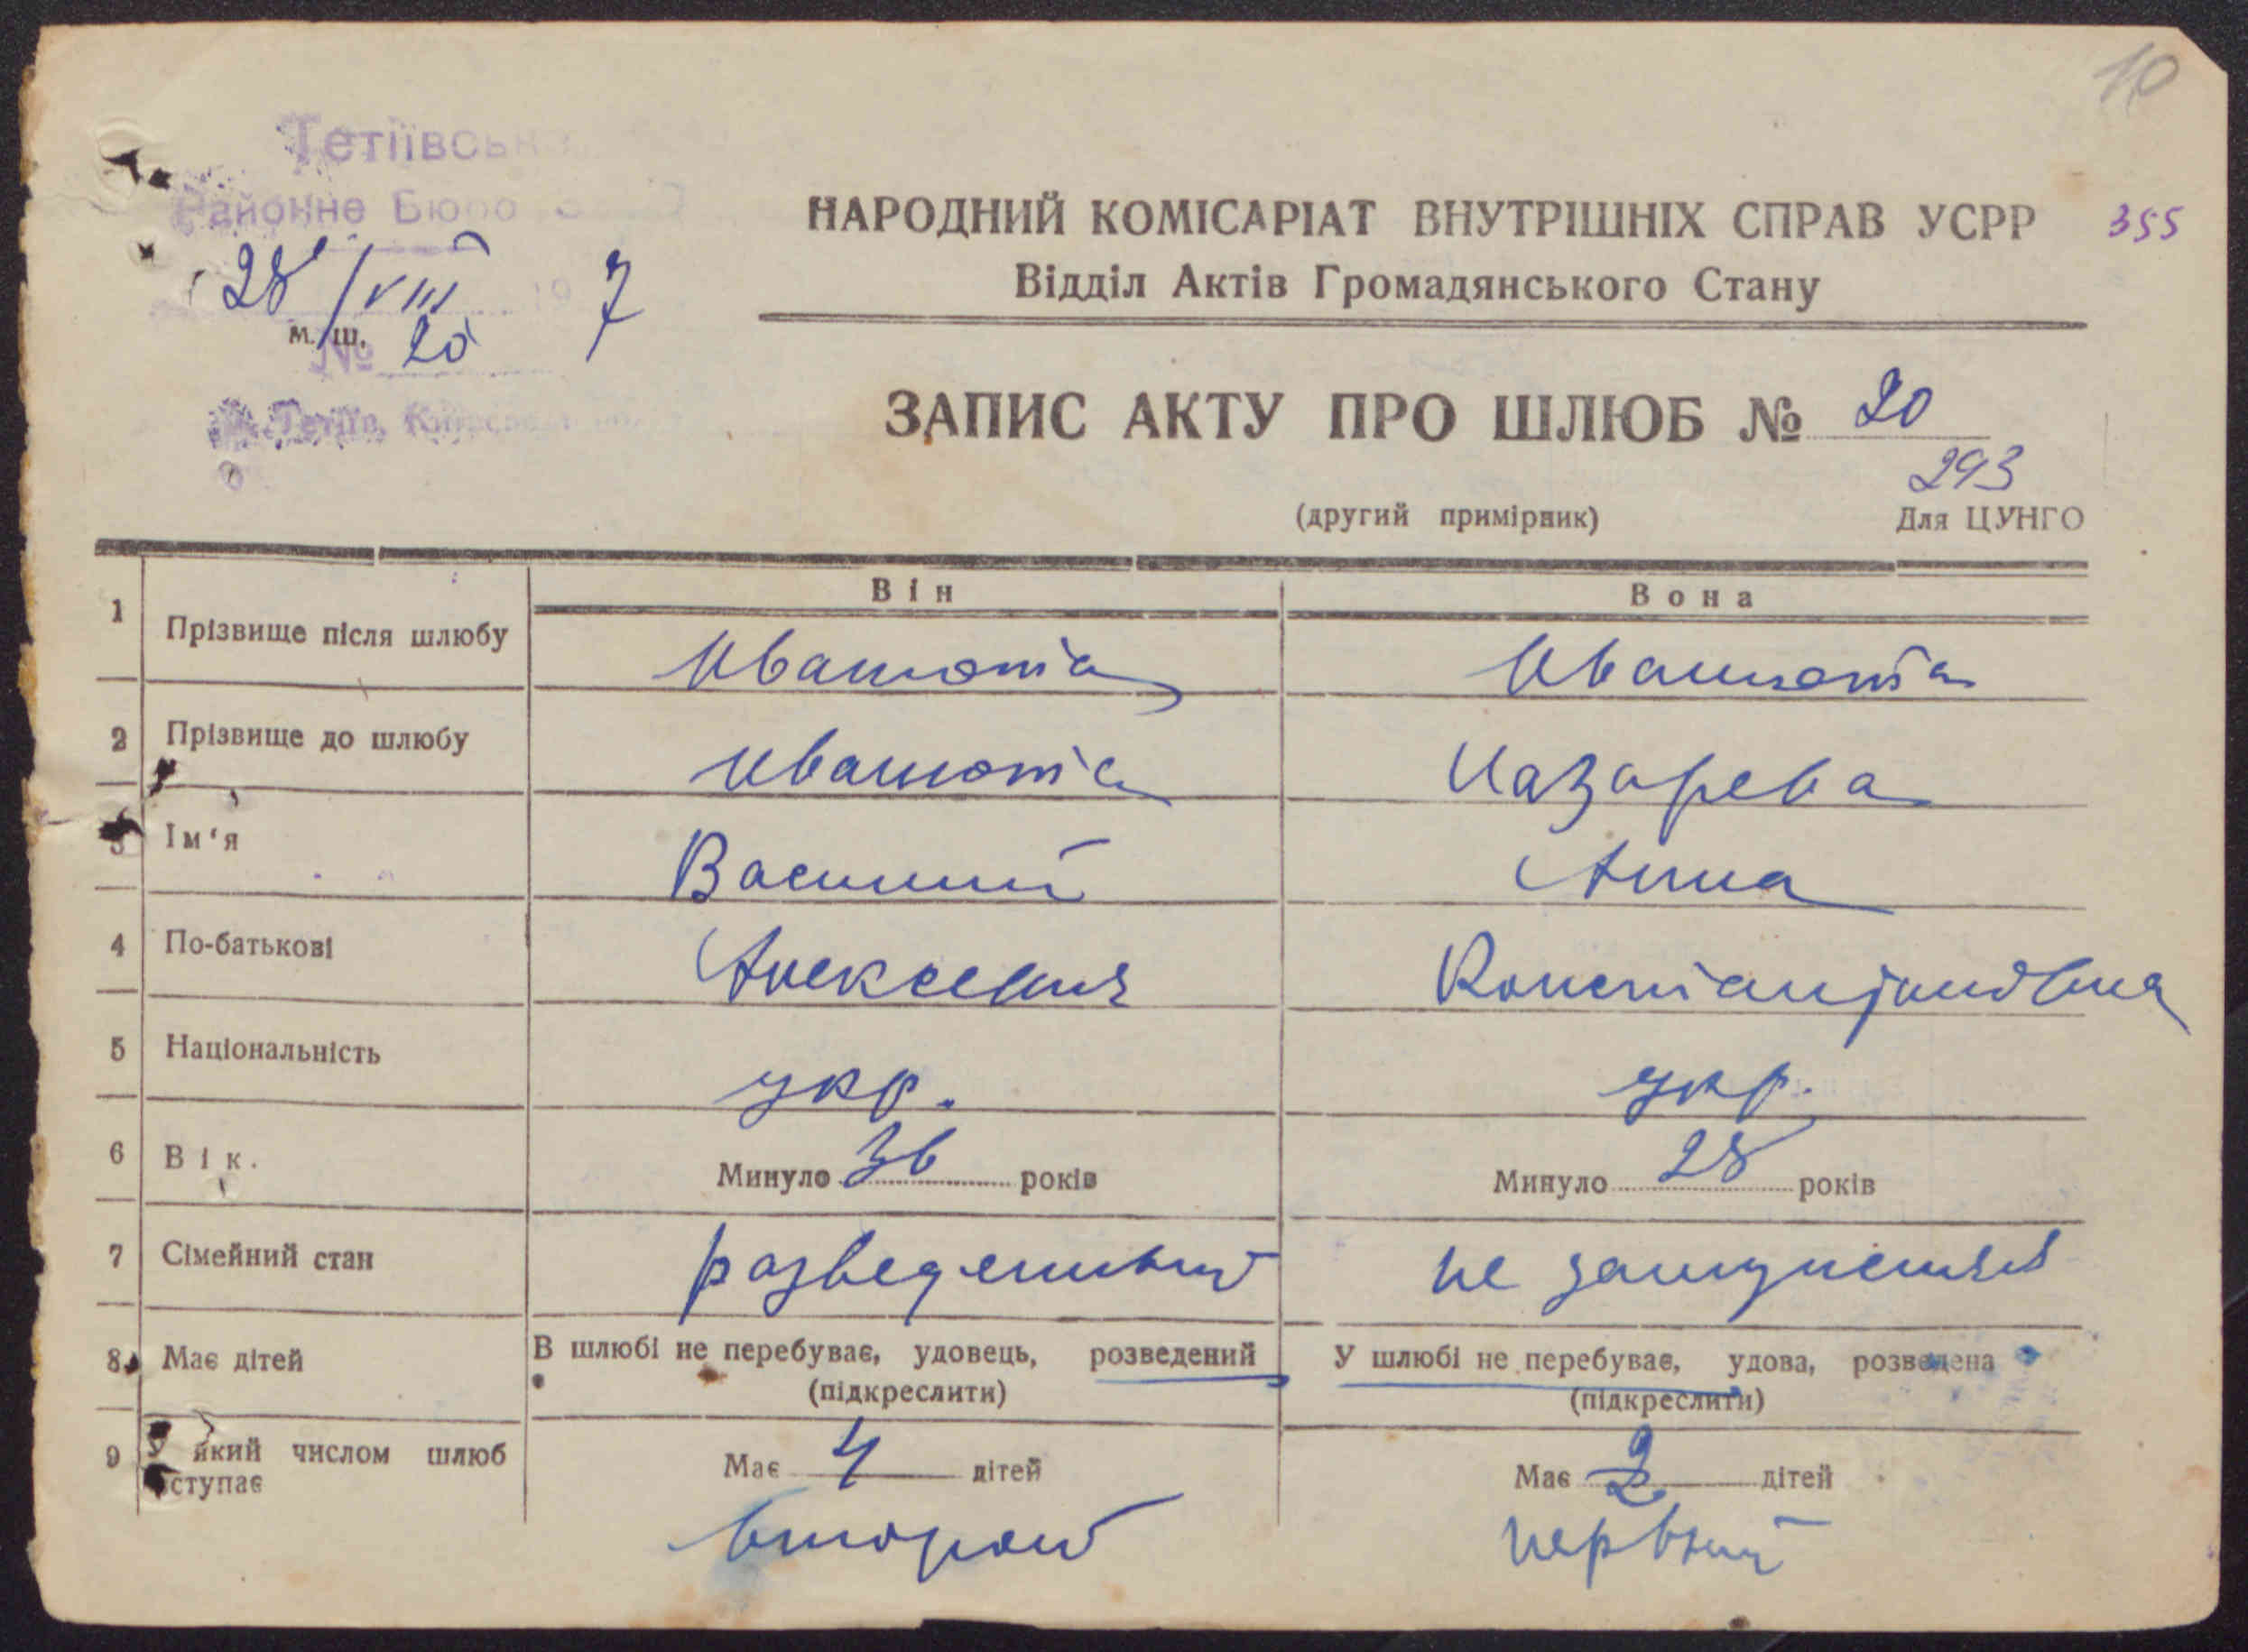 10
Тетіївськ
Районне Бюро
28/VIII 19 7
М. Ш.
№ 20
м. Тетіїв,
НАРОДНИЙ КОМІСАРІАТ ВНУТРІШНІХ СПРАВ УСРР 355
Відділ Актів Громадянського Стану
ЗАПИС АКТУ ПРО ШЛЮБ № 20
293
(другий примірник) Для ЦУНГО
Він Вона
1 Прізвище після шлюбу Ивашота Ивашота
2 Прізвище до шлюбу Ивашота Назарева
3 Ім'я Василий Анна
4 По-батькові Алексеевич Константиновна
5 Національність укр. укр.
6 Вік. Минуло 36 років Минуло 28 років
7 Сімейний стан разведенный не замужняя
8 Має дітей В шлюбі не перебуває, удовець, розведений У шлюбі не перебуває, удова, розведена
(підкреслити) (підкреслити)
9 У який числом шлюб Має 4 дітей Має 2 дітей
вступає
второй первый